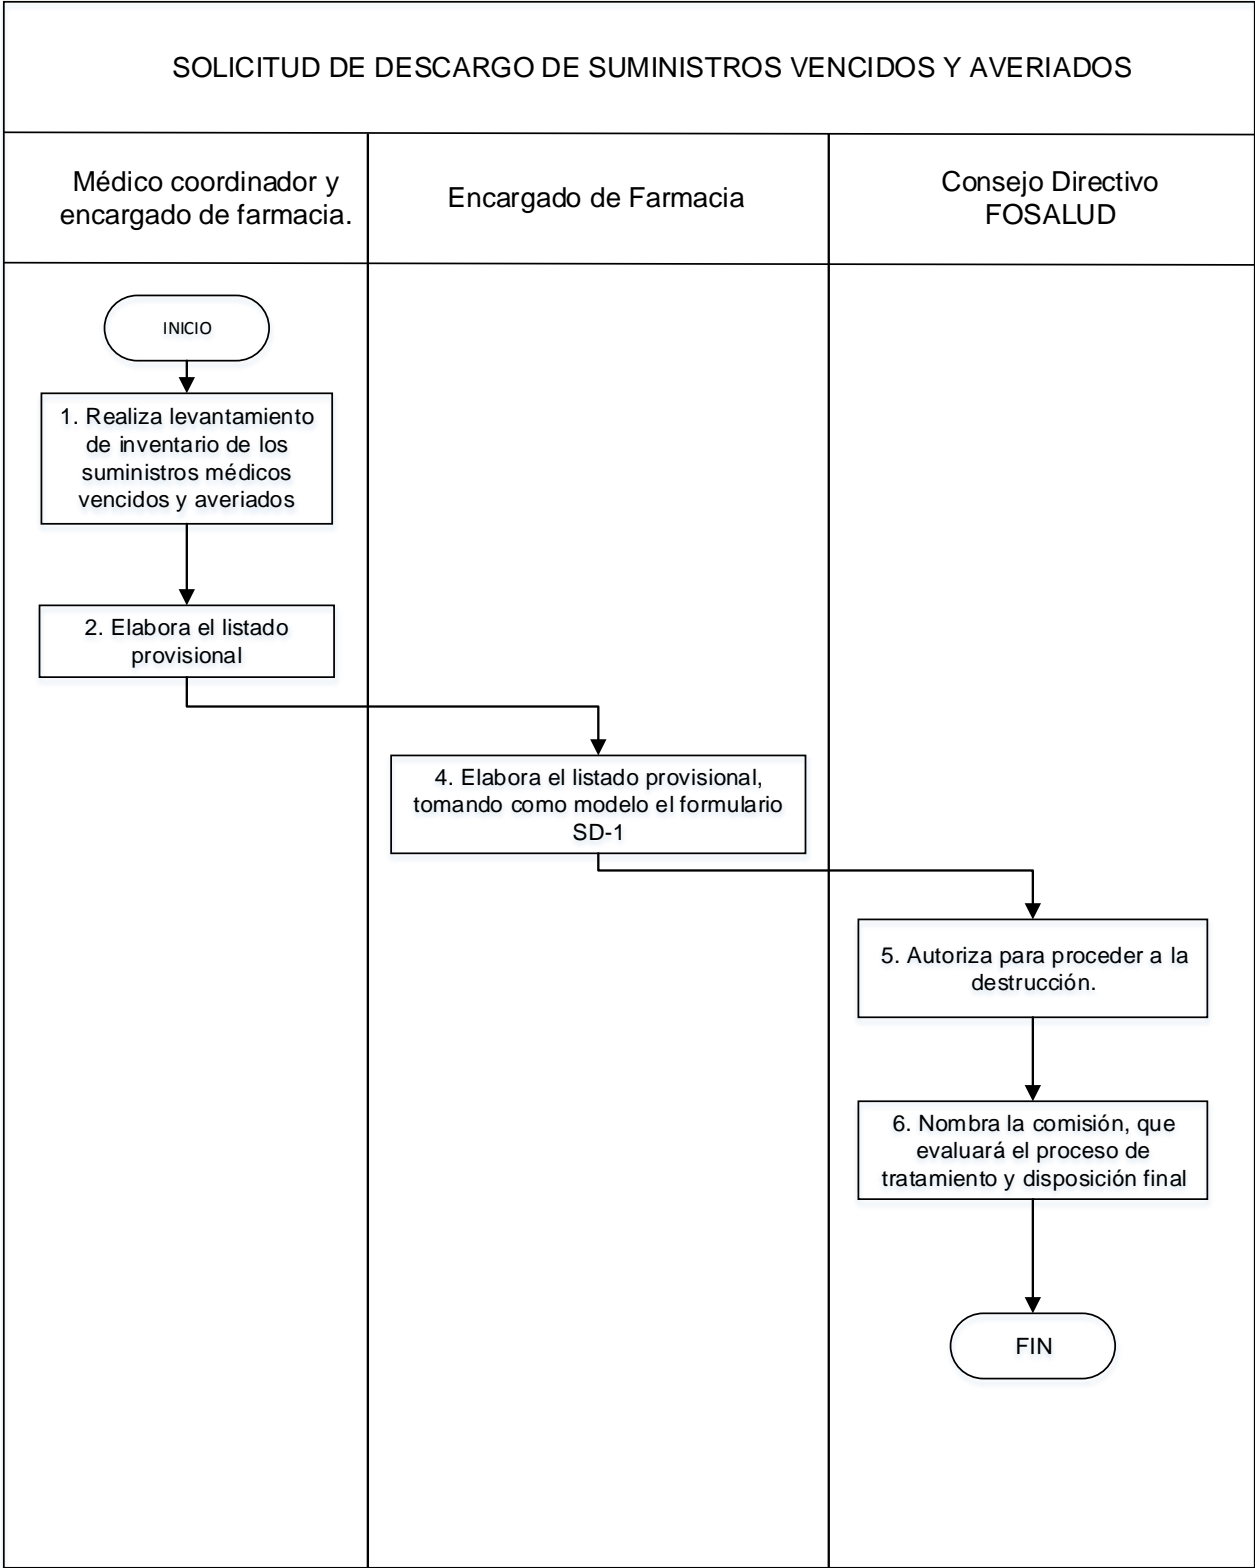 SOLICITUD DE DESCARGO DE SUMINISTROS VENCIDOS Y AVERIADOS
Médico coordinador y
encargado de farmacia.
Encargado de Farmacia
Consejo Directivo
FOSALUD
INICIO
1. Realiza levantamiento
de inventario de los
suministros médicos
vencidos y averiados
2. Elabora el listado
provisional
4. Elabora el listado provisional,
tomando como modelo el formulario
SD-1
5. Autoriza para proceder a la
destrucción.
6. Nombra la comisión, que
evaluará el proceso de
tratamiento y disposición final
FIN